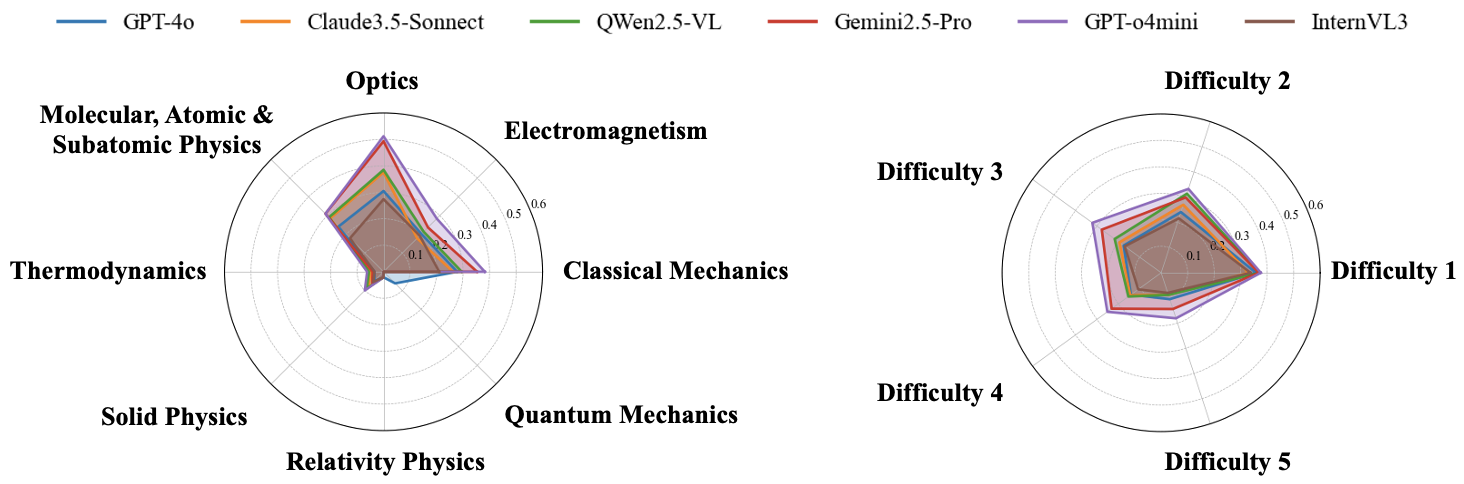 GPT-4o
Claude3.5-Sonnect
QWen2.5-VL
Gemini2.5-Pro
GPT-o4mini
InternVL3
Optics
Molecular, Atomic &
Subatomic Physics
Electromagnetism
Thermodynamics
Classical Mechanics
Solid Physics
Quantum Mechanics
Relativity Physics
0.1
0.2
0.3
0.4
0.5
0.6
Difficulty 2
Difficulty 3
Difficulty 1
Difficulty 4
Difficulty 5
0.1
0.2
0.3
0.4
0.5
0.6